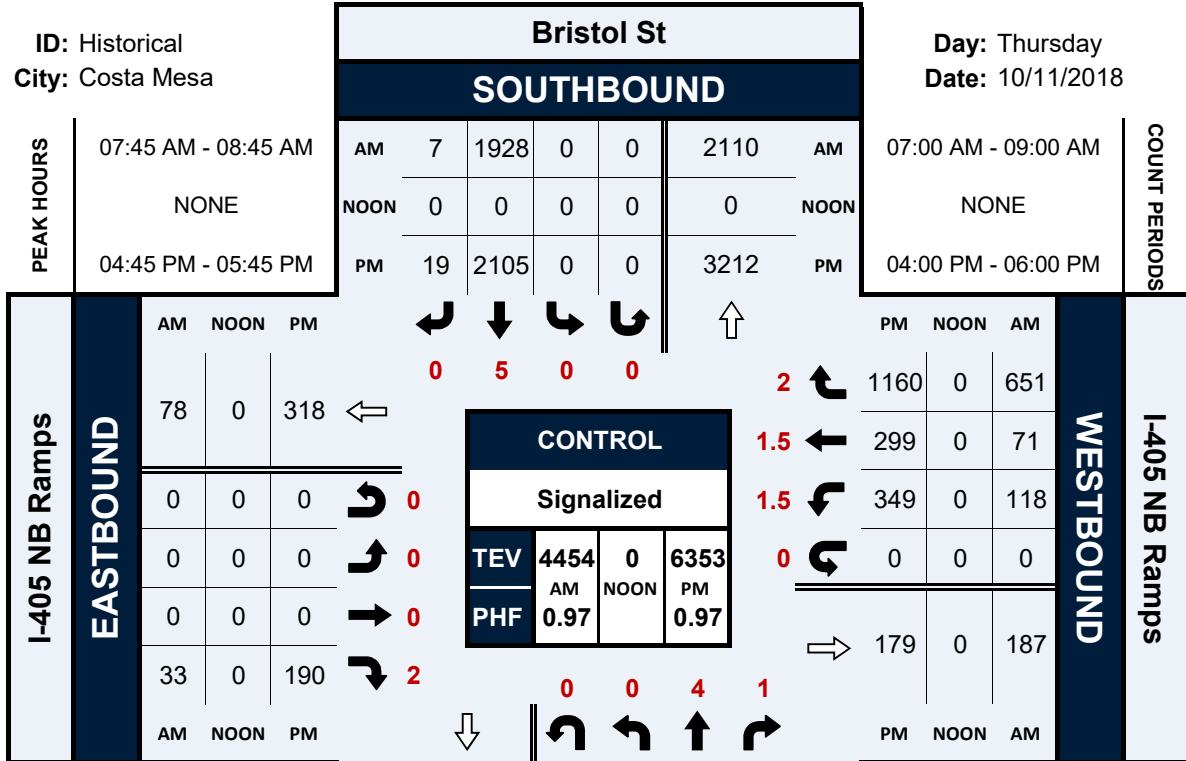 Bristol St
ID: Historical
City: Costa Mesa
Day: Thursday
Date: 10/11/2018
SOUTHBOUND
PEAK HOURS
07:45 AM - 08:45 AM
NONE
04:45 PM - 05:45 PM
AM 7 1928 0 0 2110 AM
NOON 0 0 0 0 0 NOON
PM 19 2105 0 0 3212 PM
07:00 AM - 09:00 AM
NONE
04:00 PM - 06:00 PM
COUNT PERIODS
0 5 0 0
I-405 NB Ramps
EASTBOUND
AM NOON PM
78 0 318
0 0 0 0
0 0 0 0
0 0 0 0
33 0 190 2
AM NOON PM
CONTROL
Signalized
TEV 4454 0 6353
AM NOON PM
PHF 0.97 0.97
PM NOON AM
2 1160 0 651
1.5 299 0 71
1.5 349 0 118
0 0 0 0
179 0 187
PM NOON AM
WESTBOUND
I-405 NB Ramps
0 0 4 1